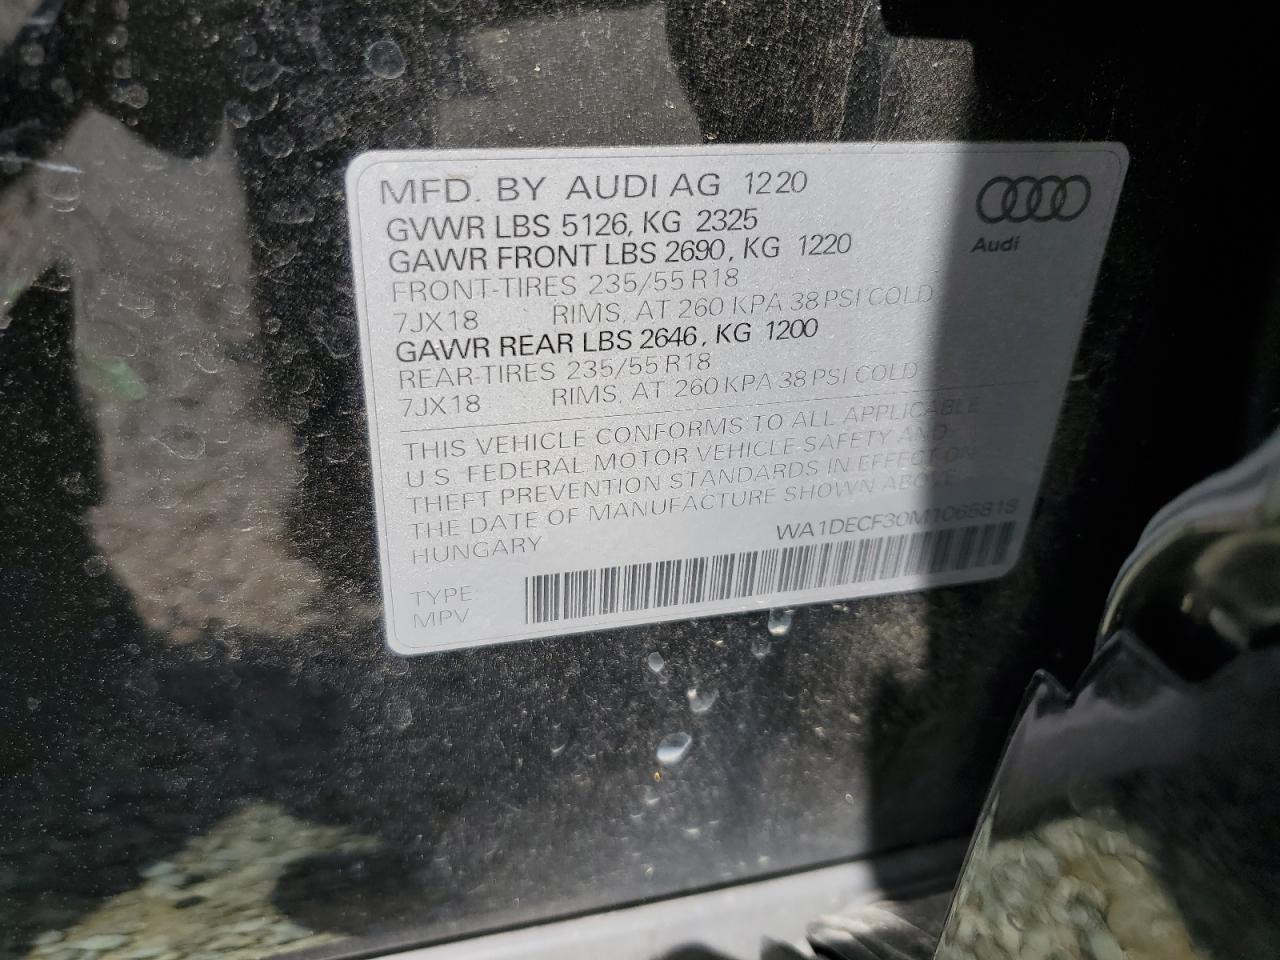 MFD. BY AUDI AG 1220
GVWR LBS 5126, KG 2325
GAWR FRONT LBS 2690, KG 1220
FRONT-TIRES 235/55 R18
7JX18 RIMS, AT 260 KPA 38 PSI COLD
GAWR REAR LBS 2646, KG 1200
REAR-TIRES 235/55 R18
7JX18 RIMS, AT 260 KPA 38 PSI COLD
THIS VEHICLE CONFORMS TO ALL APPLICABLE
U.S. FEDERAL MOTOR VEHICLE SAFETY AND
THEFT PREVENTION STANDARDS IN EFFECT ON
THE DATE OF MANUFACTURE SHOWN ABOVE.
HUNGARY WA1DECF30M1065818
TYPE:
MPV
Audi